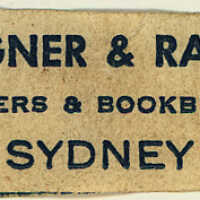 GNER & RA
ERS & BOOKB
SYDNEY